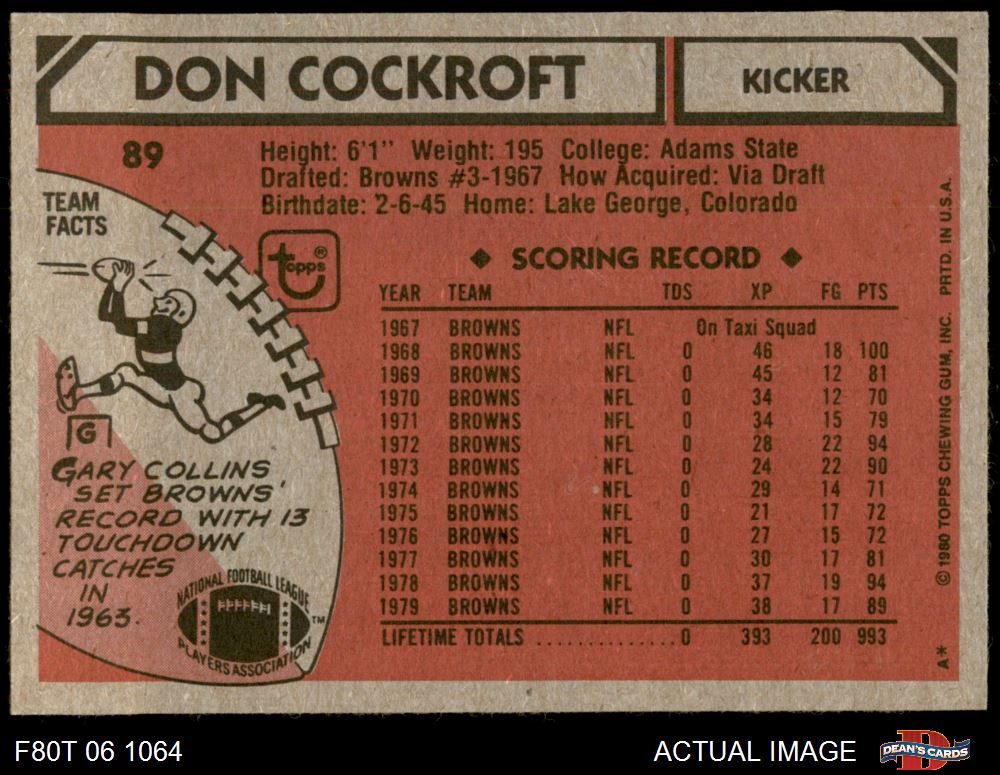 DON COCKROFT
KICKER
89
Height: 6'1" Weight: 195 College: Adams State
Drafted: Browns #3-1967 How Acquired: Via Draft
Birthdate: 2-6-45 Home: Lake George, Colorado
TEAM
FACTS
topps®
G
GARY COLLINS
SET BROWNS'
RECORD WITH 13
TOUCHDOWN
CATCHES
IN
1963.
NATIONAL FOOTBALL LEAGUE
PLAYERS ASSOCIATION
TM
◆ SCORING RECORD ◆
YEAR TEAM TDS XP FG PTS
1967 BROWNS NFL On Taxi Squad
1968 BROWNS NFL 0 46 18 100
1969 BROWNS NFL 0 45 12 81
1970 BROWNS NFL 0 34 12 70
1971 BROWNS NFL 0 34 15 79
1972 BROWNS NFL 0 28 22 94
1973 BROWNS NFL 0 24 22 90
1974 BROWNS NFL 0 29 14 71
1975 BROWNS NFL 0 21 17 72
1976 BROWNS NFL 0 27 15 72
1977 BROWNS NFL 0 30 17 81
1978 BROWNS NFL 0 37 19 94
1979 BROWNS NFL 0 38 17 89
LIFETIME TOTALS ..............0 393 200 993
A* © 1980 TOPPS CHEWING GUM, INC. PRTD. IN U.S.A.
F80T 06 1064
ACTUAL IMAGE
D
DEAN'S CARDS